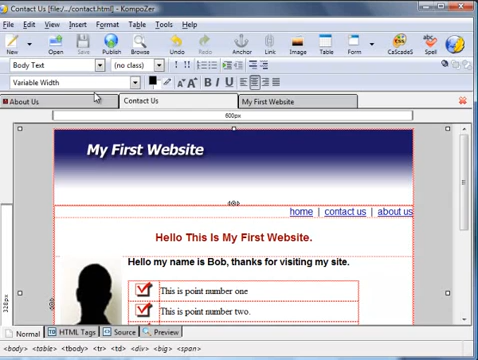 Contact Us [file:/.../contact.html] - KompoZer
File Edit View Insert Format Table Tools Help
New Open Save Publish Browse Undo Redo Anchor Link Image Table Form CaScadeS Spell
Body Text (no class)
Variable Width
About Us Contact Us My First Website
600px
My First Website
home | contact us | about us
Hello This Is My First Website.
Hello my name is Bob, thanks for visiting my site.
This is point number one
This is point number two.
328px
Normal HTML Tags Source Preview
<body> <table> <tbody> <tr> <td> <div> <big> <span>